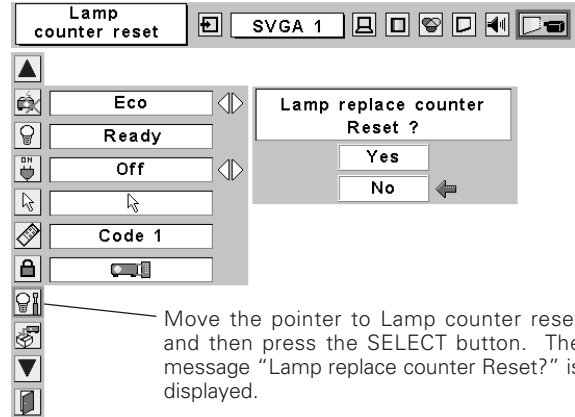 Lamp
counter reset
SVGA 1
Eco
Ready
ON
Off
Code 1
Lamp replace counter
Reset ?
Yes
No
Move the pointer to Lamp counter rese
and then press the SELECT button. The
message “Lamp replace counter Reset?” is
displayed.